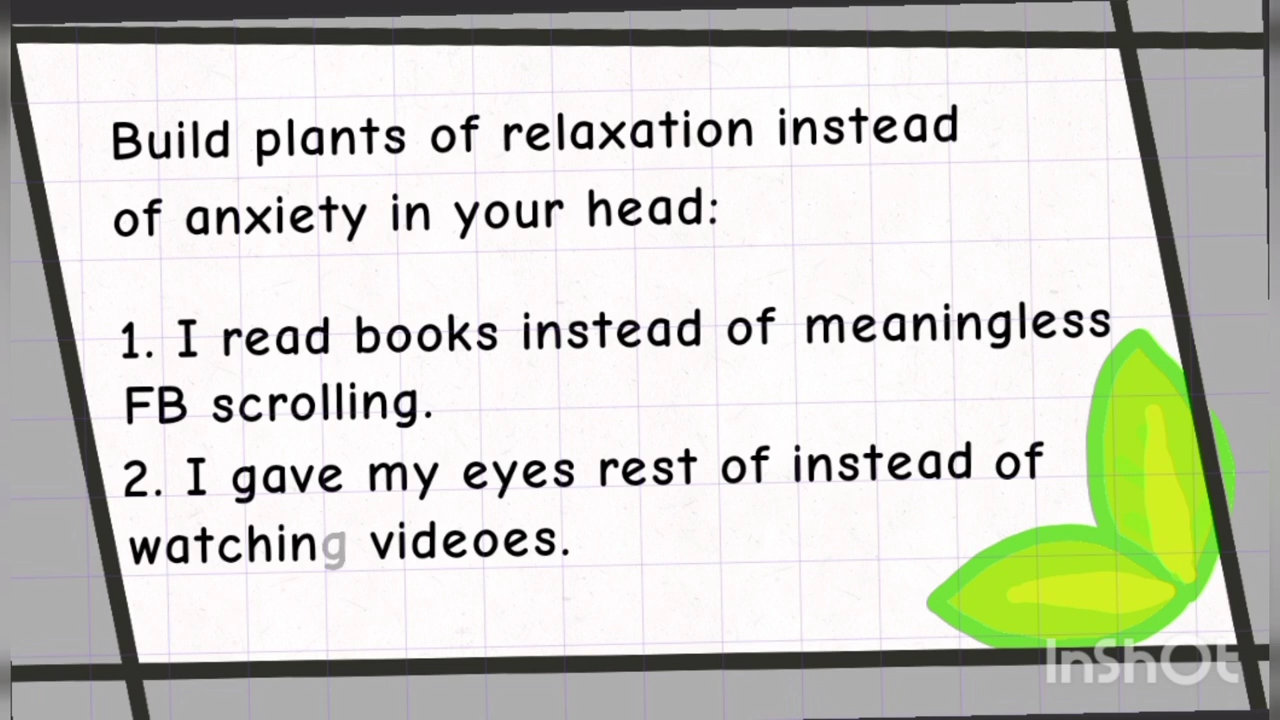 Build plants of relaxation instead
of anxiety in your head:
1. I read books instead of meaningless
FB scrolling.
2. I gave my eyes rest of instead of
watching videoes.
InShOt